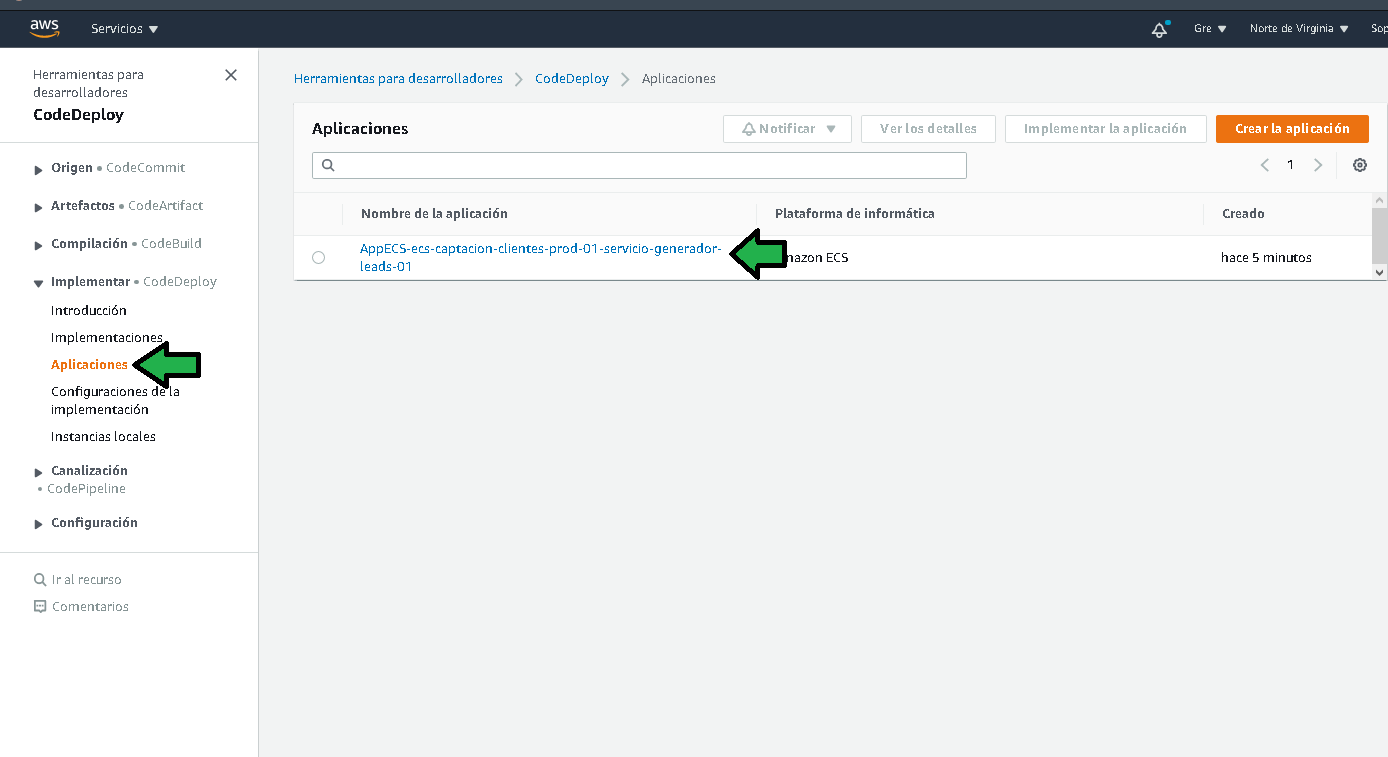 aws
Servicios
Gre
Norte de Virginia
Sop
Herramientas para
desarrolladores
CodeDeploy
Origen • CodeCommit
Artefactos • CodeArtifact
Compilación • CodeBuild
Implementar • CodeDeploy
Introducción
Implementaciones
Aplicaciones
Configuraciones de la
implementación
Instancias locales
Canalización
• CodePipeline
Configuración
Ir al recurso
Comentarios
Herramientas para desarrolladores
CodeDeploy
Aplicaciones
Aplicaciones
Notificar
Ver los detalles
Implementar la aplicación
Crear la aplicación
1
Nombre de la aplicación
Plataforma de informática
Creado
AppECS-ecs-captacion-clientes-prod-01-servicio-generador-
leads-01
mazon ECS
hace 5 minutos